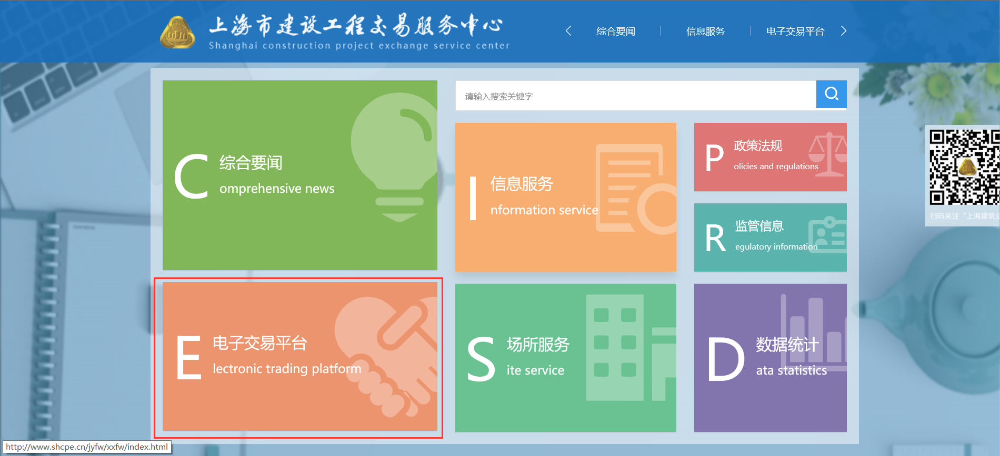 上海市建设工程交易服务中心
Shanghai construction project exchange service center
综合要闻
信息服务
电子交易平台
请输入搜索关键字
C 综合要闻
omprehensive news
I 信息服务
nformation service
P 政策法规
olicies and regulations
R 监管信息
egulatory information
扫码关注“上海建筑业
E 电子交易平台
lectronic trading platform
S 场所服务
ite service
D 数据统计
ata statistics
http://www.shcpe.cn/jyfw/xxfw/index.html